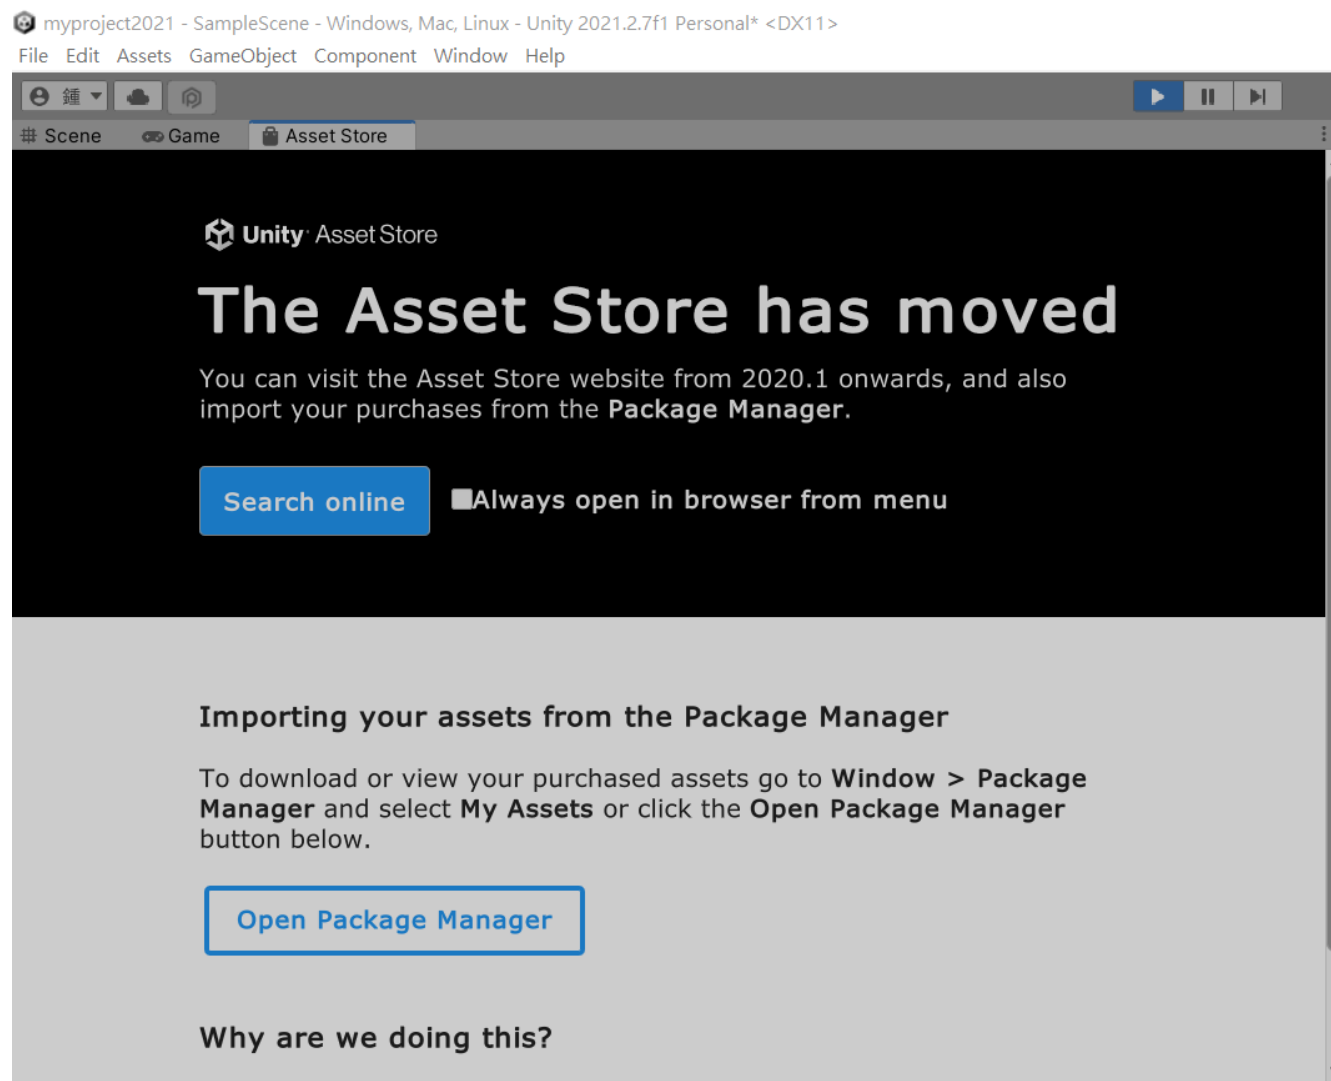 myproject2021 - SampleScene - Windows, Mac, Linux - Unity 2021.2.7f1 Personal* <DX11>
File Edit Assets GameObject Component Window Help
鍾
Scene Game Asset Store
Unity Asset Store
The Asset Store has moved
You can visit the Asset Store website from 2020.1 onwards, and also
import your purchases from the Package Manager.
Search online Always open in browser from menu
Importing your assets from the Package Manager
To download or view your purchased assets go to Window > Package
Manager and select My Assets or click the Open Package Manager
button below.
Open Package Manager
Why are we doing this?